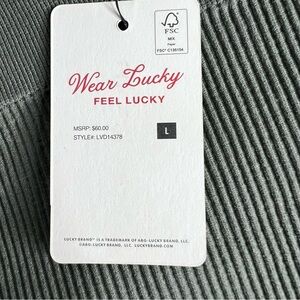 FSC
MIX
Paper
FSC® C136154
Wear Lucky
FEEL LUCKY
MSRP: $60.00
STYLE#: LVD14378
L
LUCKY BRAND™ IS A TRADEMARK OF ABG-LUCKY BRAND, LLC.
©ABG-LUCKY BRAND, LLC. LUCKYBRAND.COM